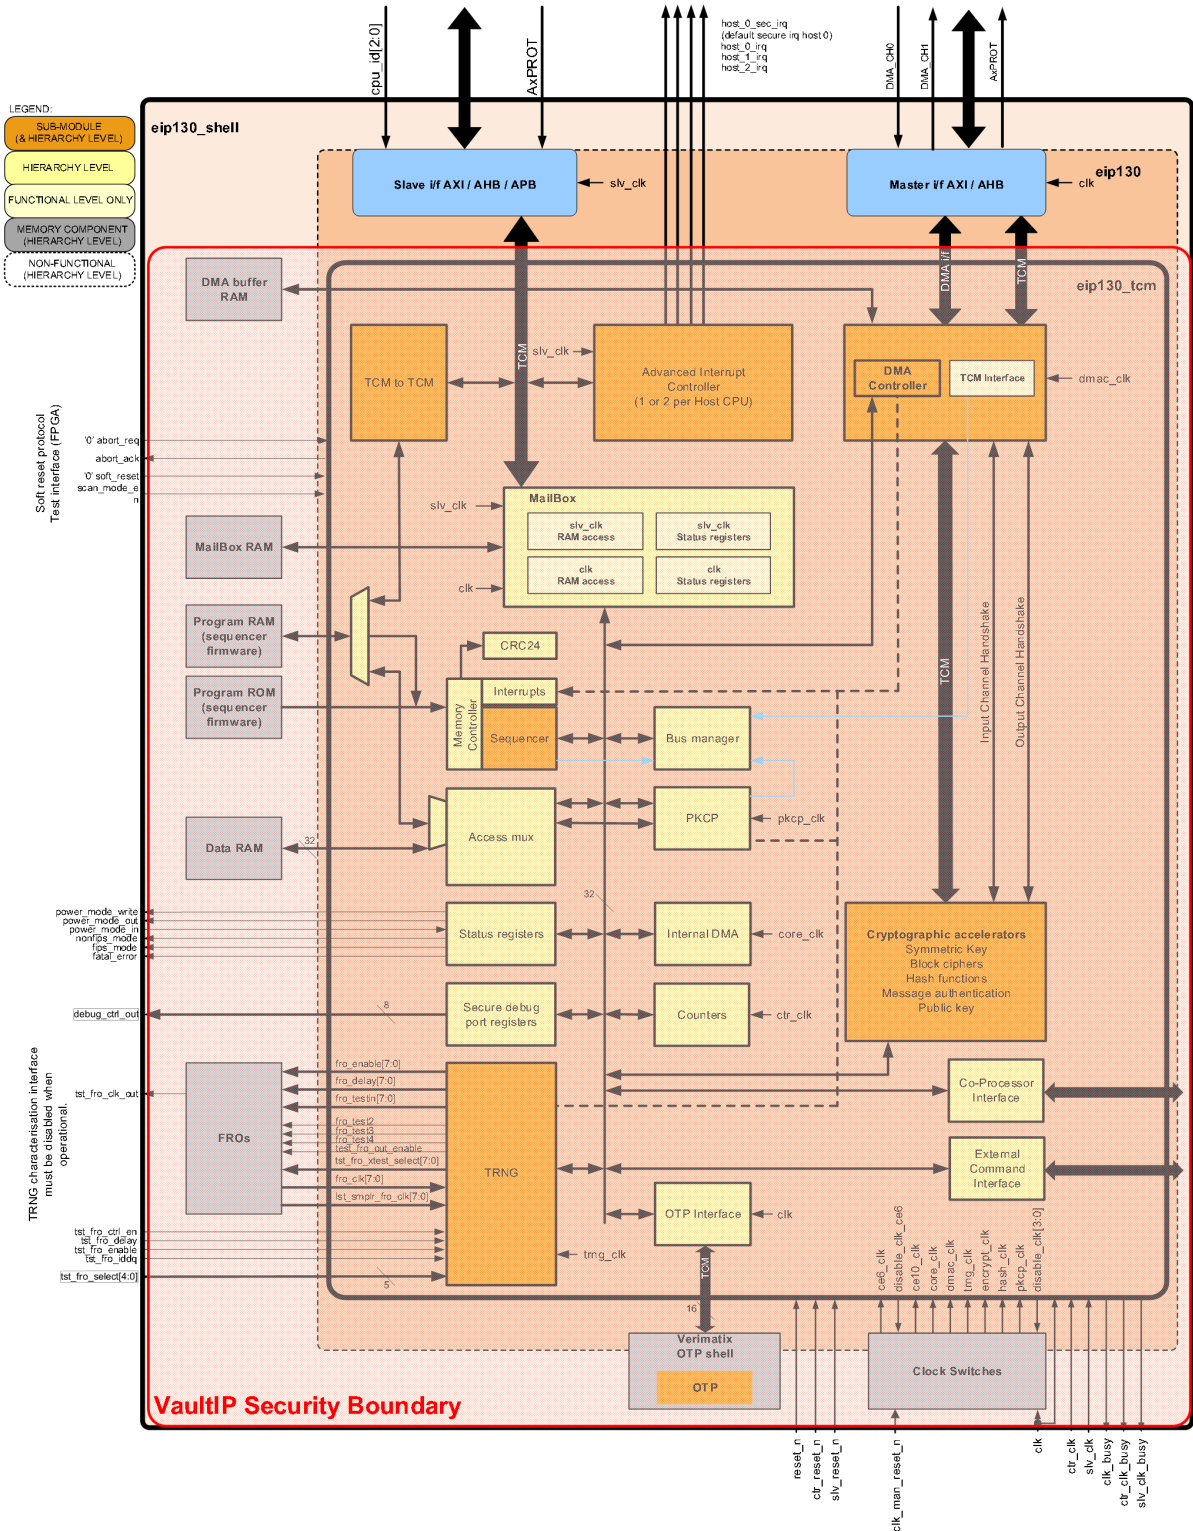 host_0_sec_irq
(default secure irq host 0)
host_0_irq
host_1_irq
host_2_irq
cpu_id[2:0]
AxPROT
DMA_CH0
DMA_CH1
AxPROT
LEGEND:
SUB-MODULE
(& HIERARCHY LEVEL)
HIERARCHY LEVEL
FUNCTIONAL LEVEL ONLY
MEMORY COMPONENT
(HIERARCHY LEVEL)
NON-FUNCTIONAL
(HIERARCHY LEVEL)
eip130_shell
eip130
Slave i/f AXI / AHB / APB
slv_clk
Master i/f AXI / AHB
clk
DMA i/f
TCM
TCM
eip130_tcm
DMA buffer
RAM
TCM to TCM
slv_clk
Advanced Interrupt
Controller
(1 or 2 per Host CPU)
DMA
Controller
TCM Interface
dmac_clk
Soft reset protocol
Test interface (FPGA)
'0' abort_req
abort_ack
'0' soft_reset
scan_mode_e
n
MailBox
slv_clk
slv_clk
RAM access
slv_clk
Status registers
clk
RAM access
clk
Status registers
clk
MailBox RAM
Program RAM
(sequencer
firmware)
Program ROM
(sequencer
firmware)
CRC24
Memory
Controller
Interrupts
Sequencer
Bus manager
TCM
Input Channel Handshake
Output Channel Handshake
Access mux
PKCP
pkcp_clk
Data RAM
32
32
power_mode_write
power_mode_out
power_mode_in
nonfips_mode
fips_mode
fatal_error
Status registers
Internal DMA
core_clk
Cryptographic accelerators
Symmetric Key
Block ciphers
Hash functions
Message authentication
Public key
debug_ctrl_out
8
Secure debug
port registers
Counters
ctr_clk
TRNG characterisation interface
must be disabled when
operational.
tst_fro_clk_out
FROs
fro_enable[7:0]
fro_delay[7:0]
fro_testin[7:0]
fro_test2
fro_test3
fro_test4
test_fro_out_enable
tst_fro_xtest_select[7:0]
fro_clk[7:0]
tst_smplr_fro_clk[7:0]
TRNG
Co-Processor
Interface
External
Command
Interface
OTP Interface
clk
trng_clk
tst_fro_ctrl_en
tst_fro_delay
tst_fro_enable
tst_fro_iddq
tst_fro_select[4:0]
5
TCM
16
ce6_clk
disable_clk_ce6
ce10_clk
core_clk
dmac_clk
trng_clk
encrypt_clk
hash_clk
pkcp_clk
disable_clk[3:0]
Verimatix
OTP shell
OTP
Clock Switches
VaultIP Security Boundary
reset_n
ctr_reset_n
slv_reset_n
clk_man_reset_n
clk
ctr_clk
slv_clk
clk_busy
ctr_clk_busy
slv_clk_busy